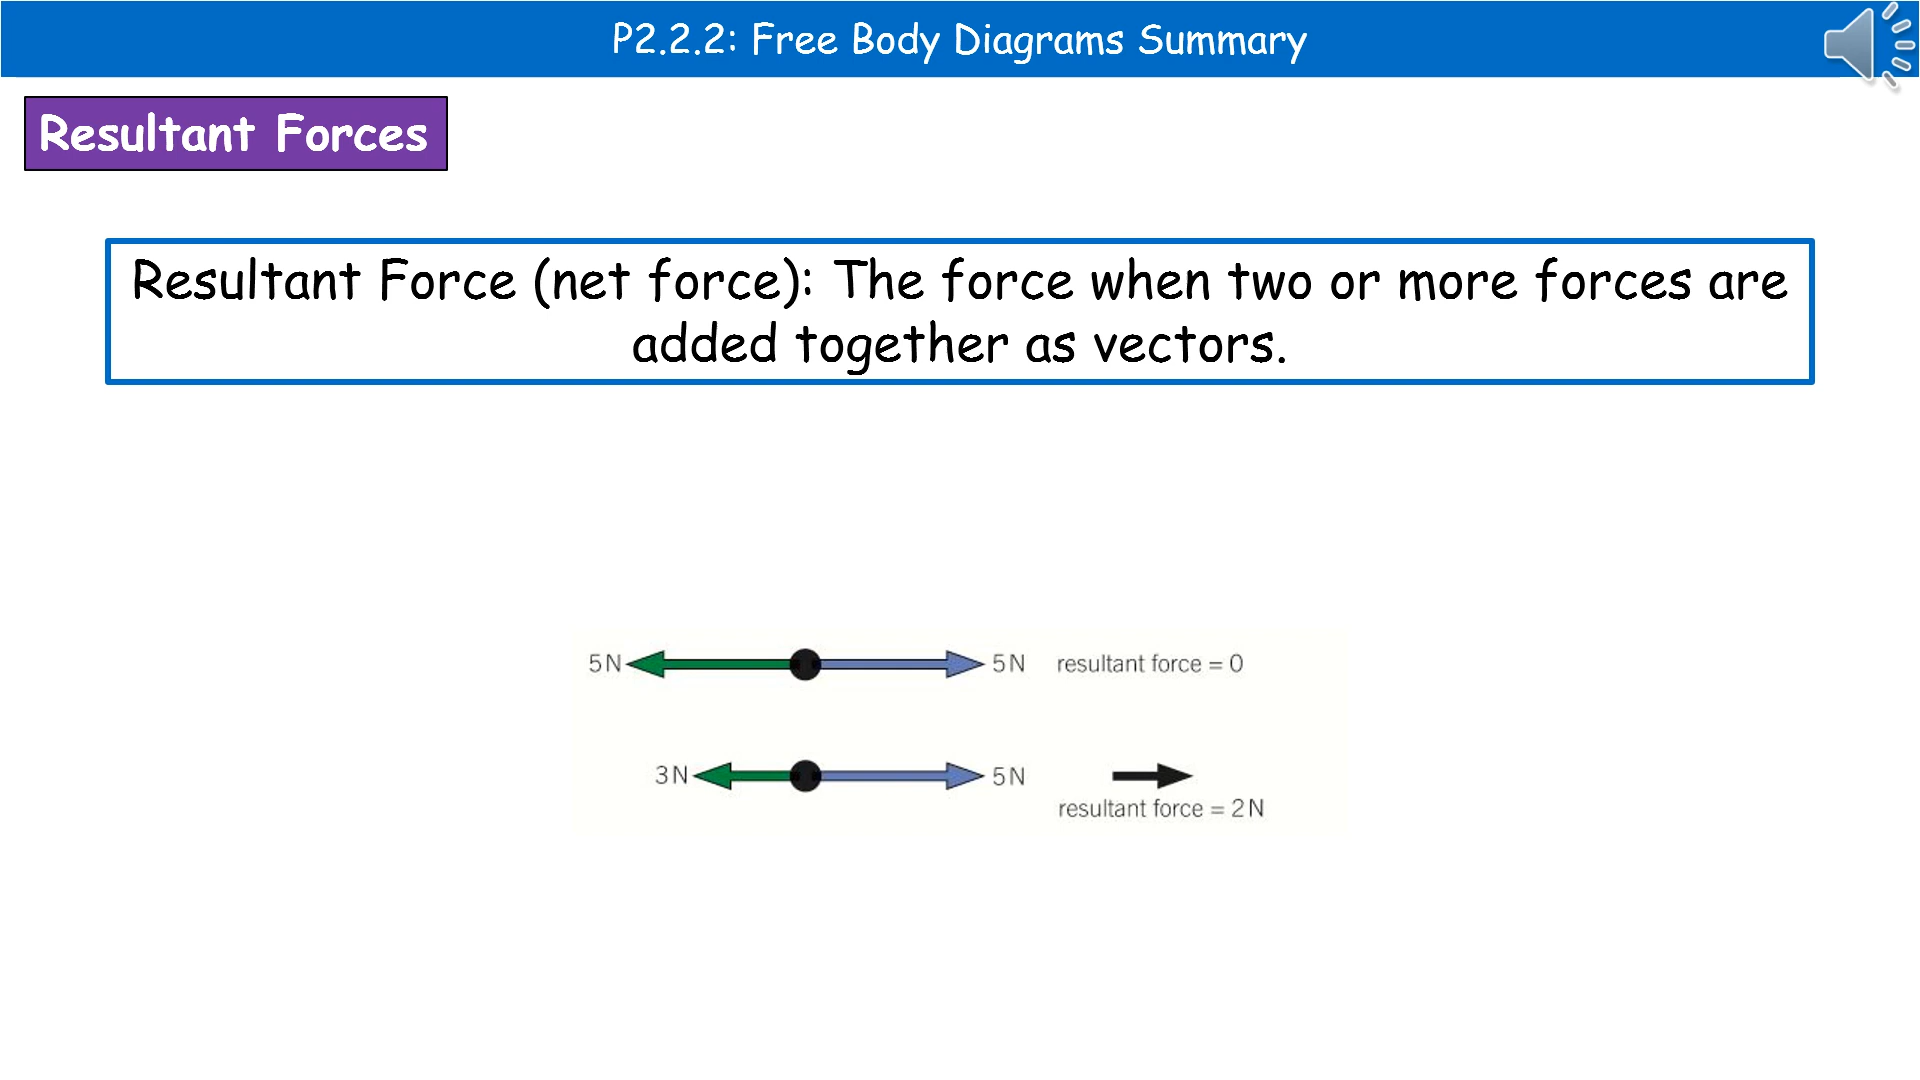 P2.2.2: Free Body Diagrams Summary
Resultant Forces
Resultant Force (net force): The force when two or more forces are
added together as vectors.
5N 5N resultant force = 0
3N 5N
resultant force = 2N